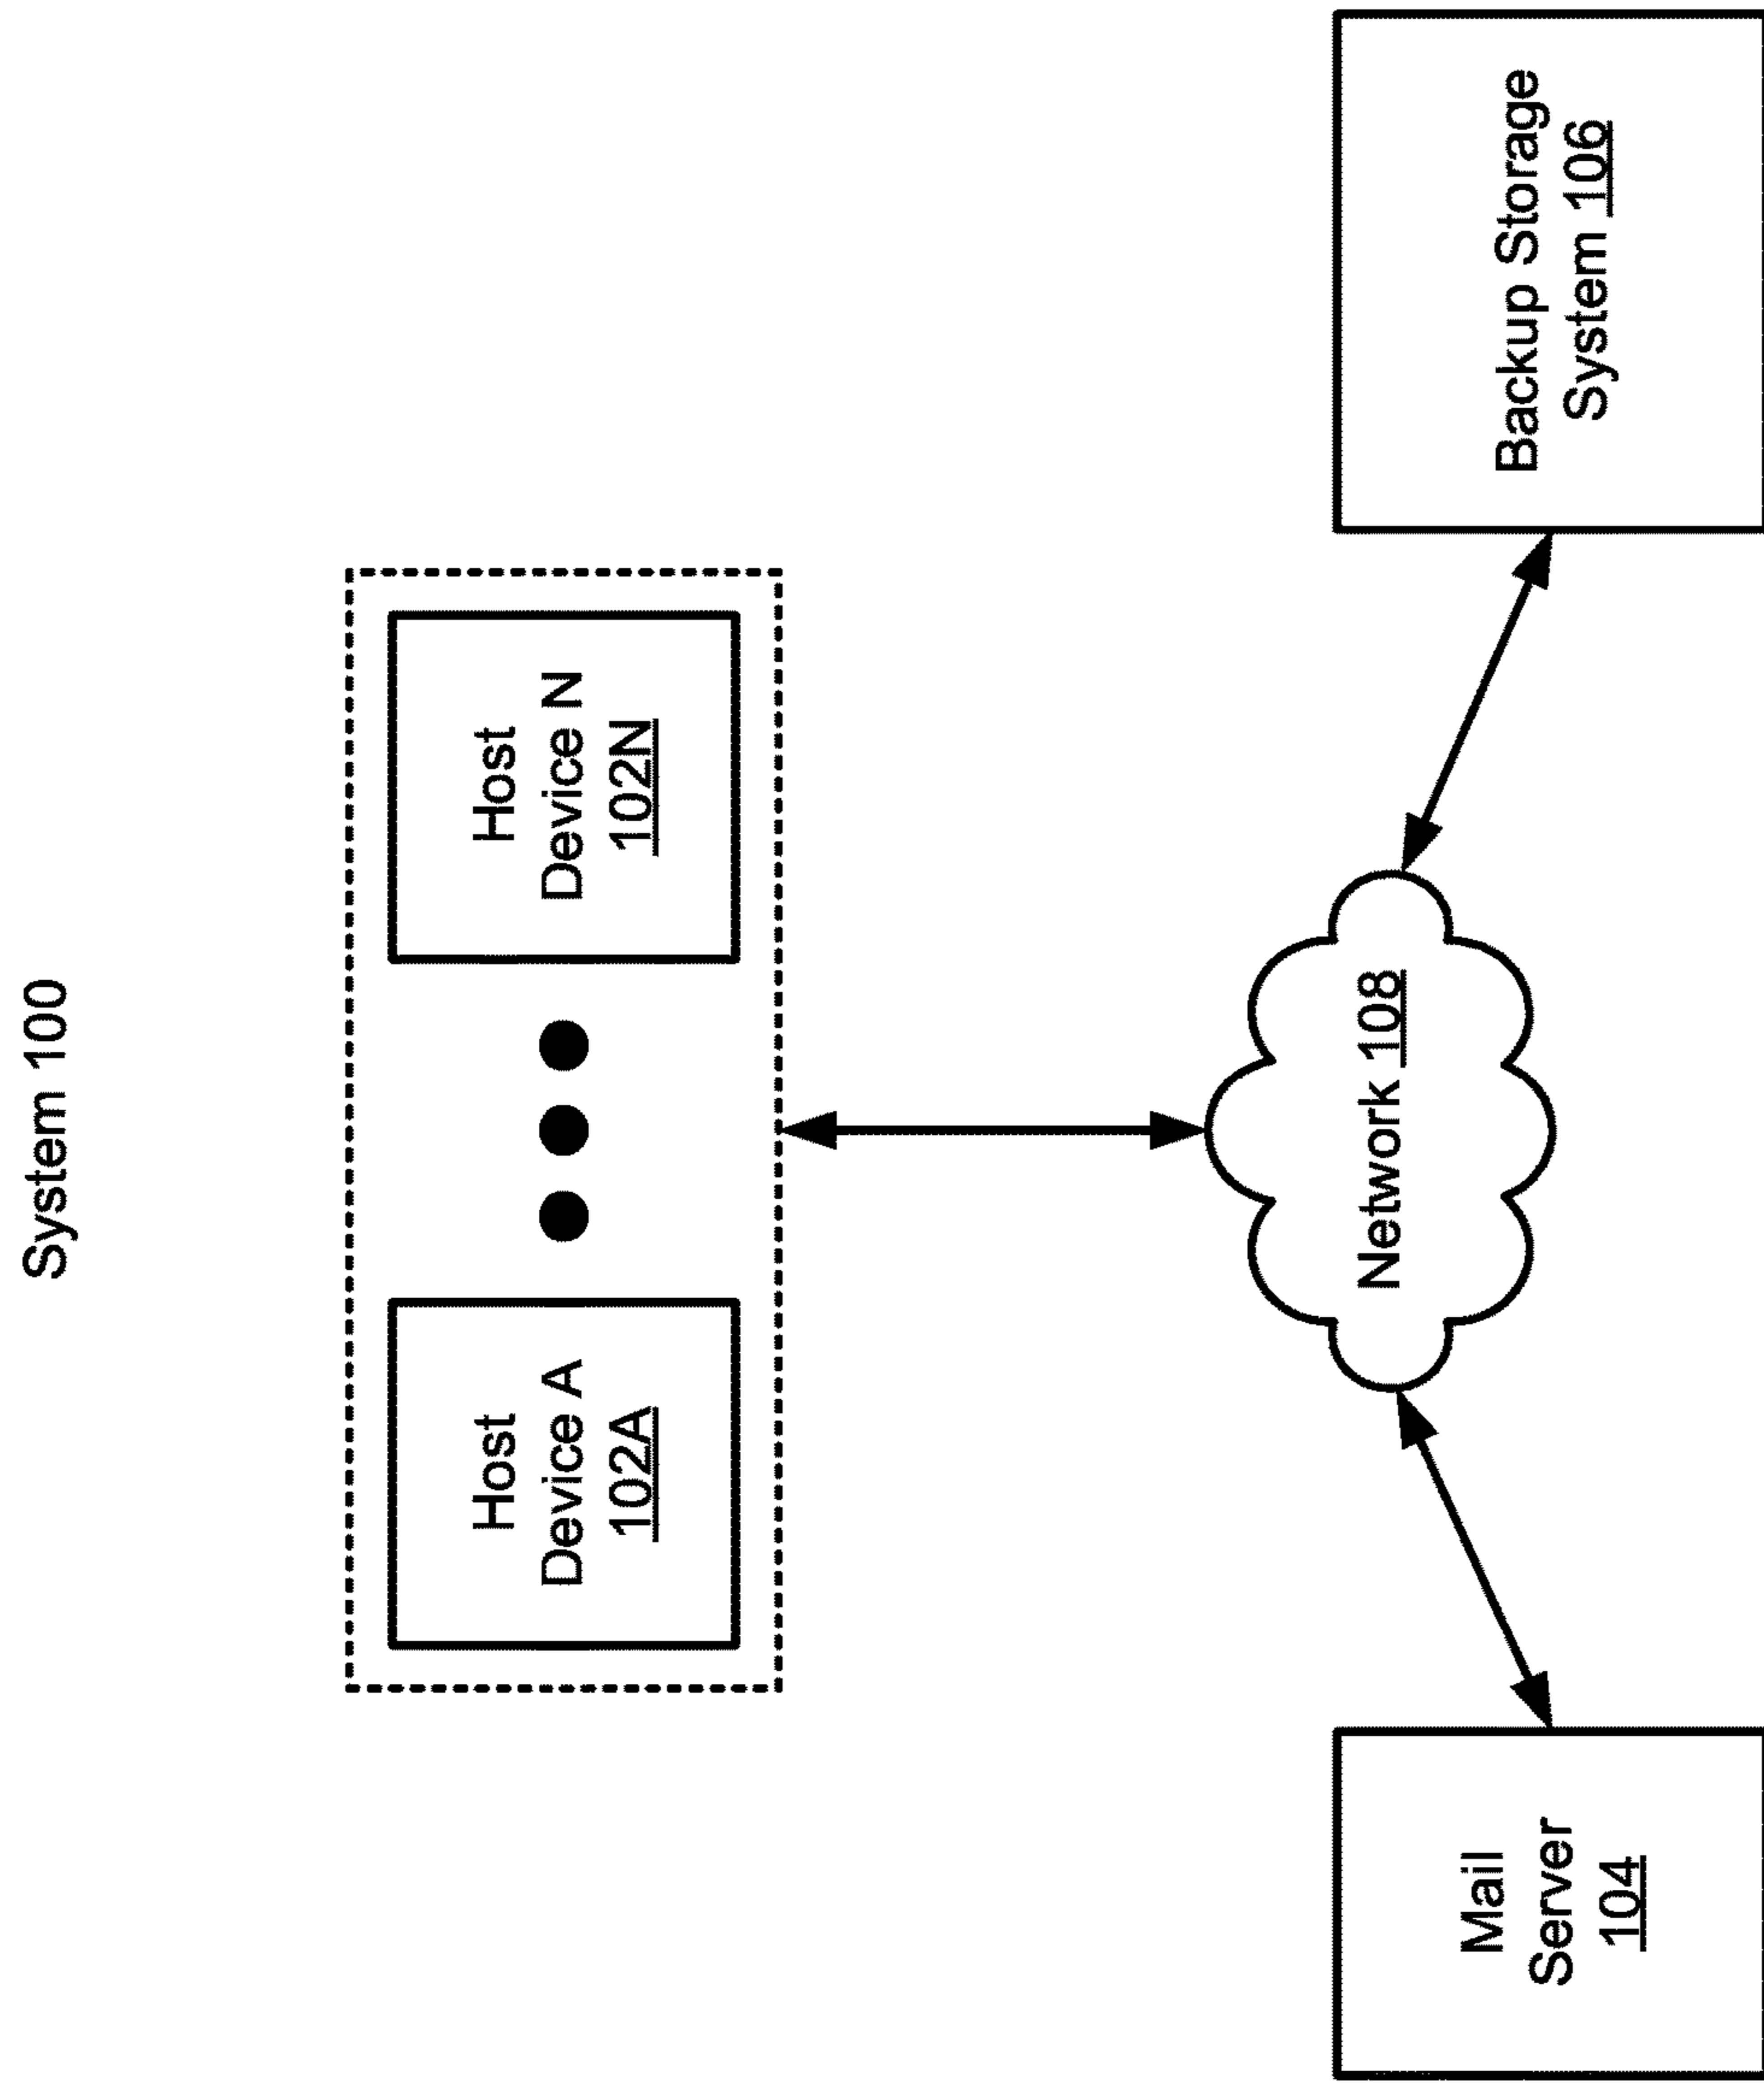 System 100
Host
Device A
102A
Host
Device N
102N
Network 108
Mail
Server
104
Backup Storage
System 106